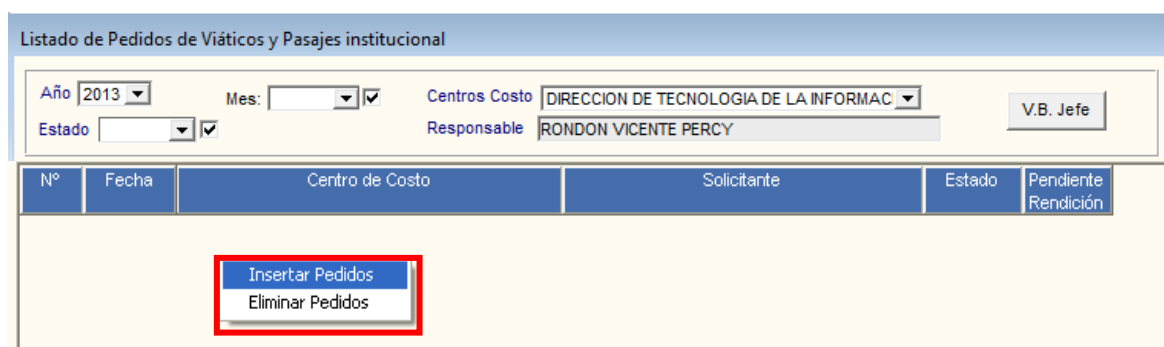 Listado de Pedidos de Viáticos y Pasajes institucional
Año 2013 Mes: Centros Costo DIRECCION DE TECNOLOGIA DE LA INFORMAC
V.B. Jefe
Estado Responsable RONDON VICENTE PERCY
Nº Fecha Centro de Costo Solicitante Estado Pendiente
Rendición
Insertar Pedidos
Eliminar Pedidos